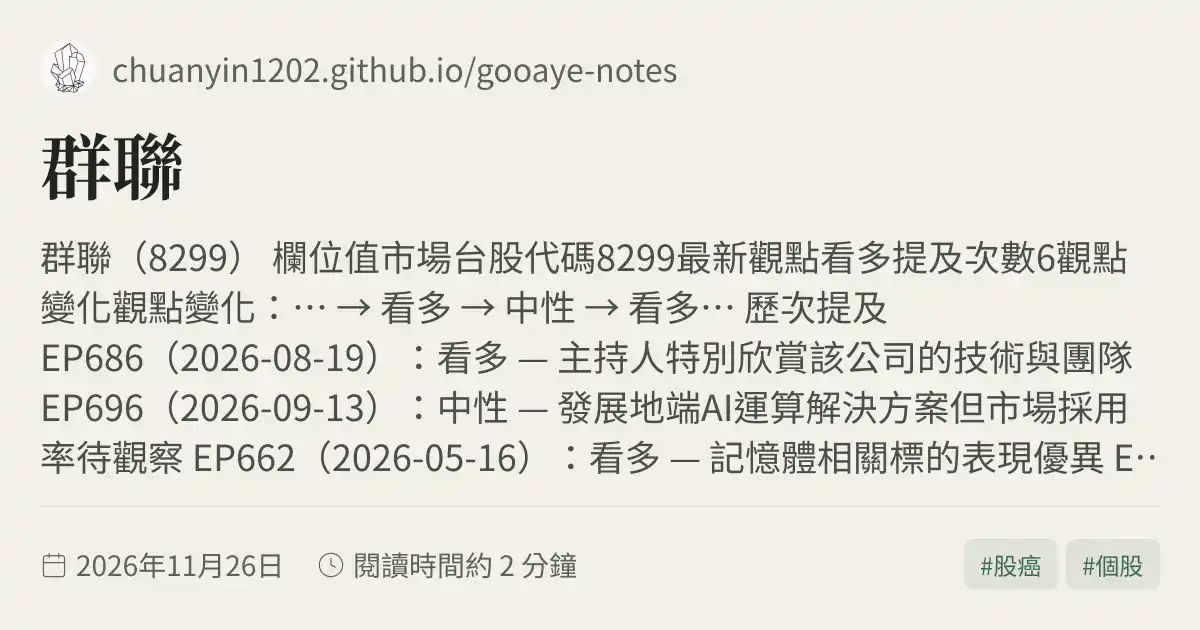 chuanyin1202.github.io/gooaye-notes
群聯
群聯（8299） 欄位值市場台股代碼8299最新觀點看多提及次數6觀點
變化觀點變化：… → 看多 → 中性 → 看多… 歷次提及
EP686（2026-08-19）：看多 — 主持人特別欣賞該公司的技術與團隊
EP696（2026-09-13）：中性 — 發展地端AI運算解決方案但市場採用
率待觀察 EP662（2026-05-16）：看多 — 記憶體相關標的表現優異 E…
2026年11月26日
閱讀時間約 2 分鐘
#股癌
#個股